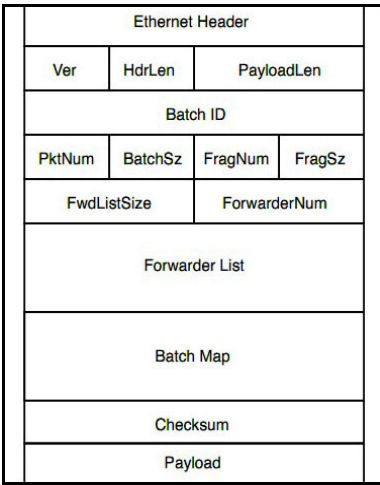 Ethernet Header
Ver HdrLen PayloadLen
Batch ID
PktNum BatchSz FragNum FragSz
FwdListSize ForwarderNum
Forwarder List
Batch Map
Checksum
Payload